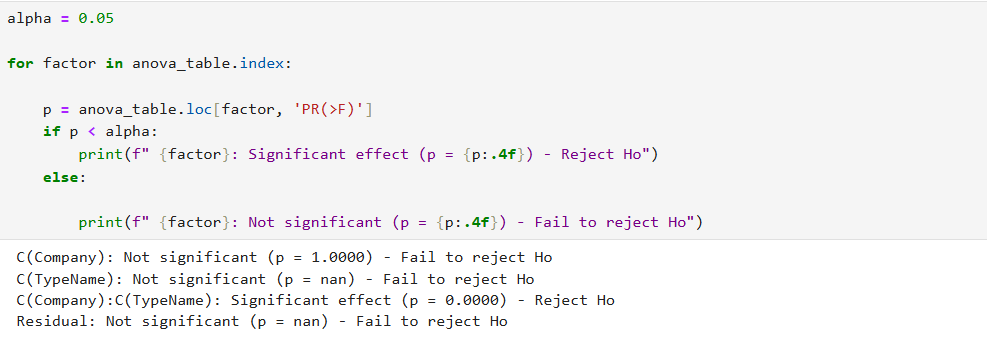 alpha = 0.05
for factor in anova_table.index:
p = anova_table.loc[factor, 'PR(>F)']
if p < alpha:
print(f" {factor}: Significant effect (p = {p:.4f}) - Reject Ho")
else:
print(f" {factor}: Not significant (p = {p:.4f}) - Fail to reject Ho")
C(Company): Not significant (p = 1.0000) - Fail to reject Ho
C(TypeName): Not significant (p = nan) - Fail to reject Ho
C(Company):C(TypeName): Significant effect (p = 0.0000) - Reject Ho
Residual: Not significant (p = nan) - Fail to reject Ho